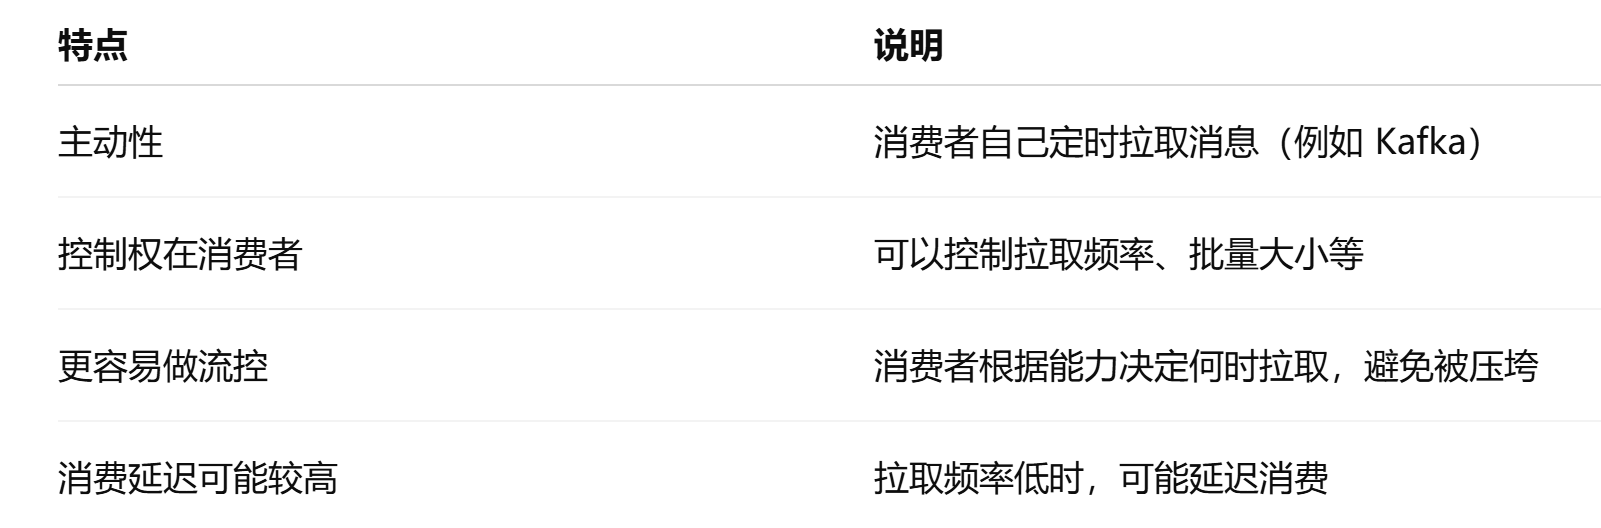 特点 说明
主动性 消费者自己定时拉取消息（例如 Kafka）
控制权在消费者 可以控制拉取频率、批量大小等
更容易做流控 消费者根据能力决定何时拉取，避免被压垮
消费延迟可能较高 拉取频率低时，可能延迟消费